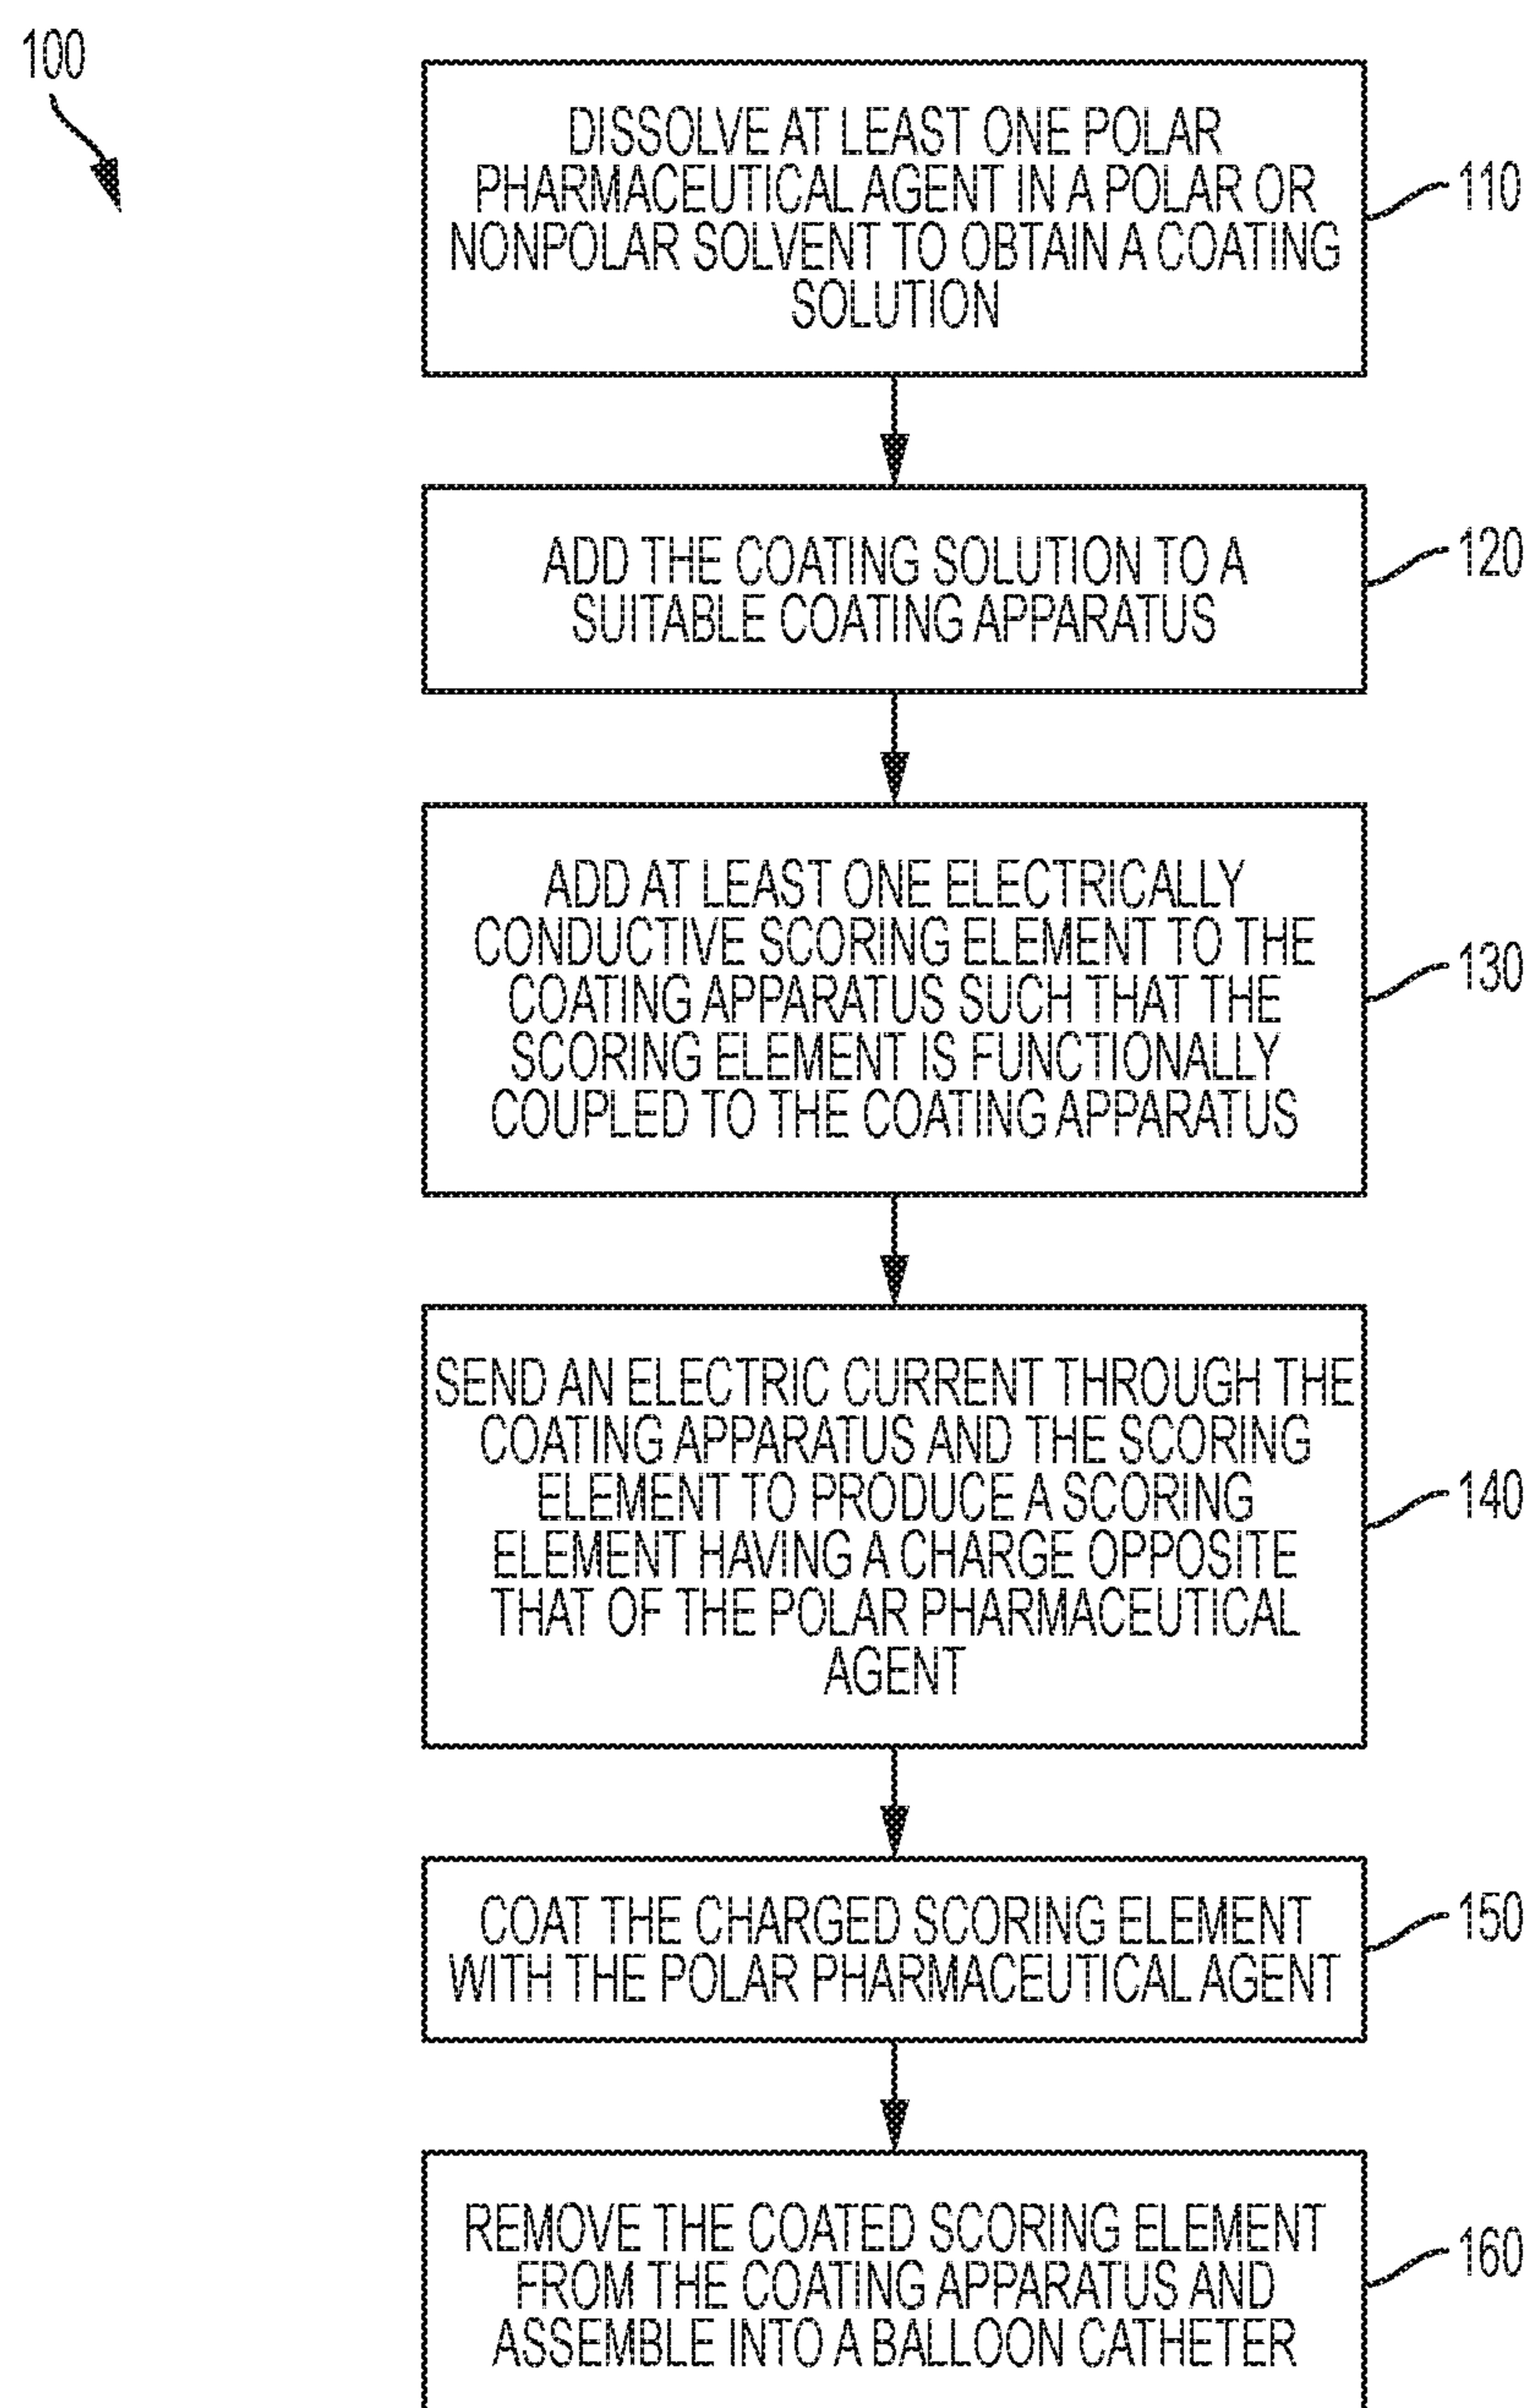 100
DISSOLVE AT LEAST ONE POLAR
PHARMACEUTICAL AGENT IN A POLAR OR
NONPOLAR SOLVENT TO OBTAIN A COATING
SOLUTION
110
ADD THE COATING SOLUTION TO A
SUITABLE COATING APPARATUS
120
ADD AT LEAST ONE ELECTRICALLY
CONDUCTIVE SCORING ELEMENT TO THE
COATING APPARATUS SUCH THAT THE
SCORING ELEMENT IS FUNCTIONALLY
COUPLED TO THE COATING APPARATUS
130
SEND AN ELECTRIC CURRENT THROUGH THE
COATING APPARATUS AND THE SCORING
ELEMENT TO PRODUCE A SCORING
ELEMENT HAVING A CHARGE OPPOSITE
THAT OF THE POLAR PHARMACEUTICAL
AGENT
140
COAT THE CHARGED SCORING ELEMENT
WITH THE POLAR PHARMACEUTICAL AGENT
150
REMOVE THE COATED SCORING ELEMENT
FROM THE COATING APPARATUS AND
ASSEMBLE INTO A BALLOON CATHETER
160